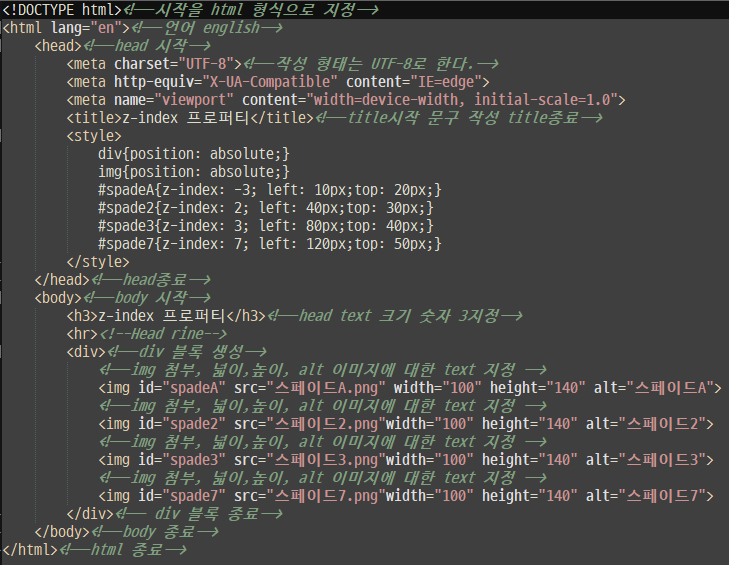 <!DOCTYPE html><!--시작을 html 형식으로 지정-->
<html lang="en"><!--언어 english-->
    <head><!--head 시작-->
        <meta charset="UTF-8"><!--작성 형태는 UTF-8로 한다.-->
        <meta http-equiv="X-UA-Compatible" content="IE=edge">
        <meta name="viewport" content="width=device-width, initial-scale=1.0">
        <title>z-index 프로퍼티</title><!--title시작 문구 작성 title종료-->
        <style>
            div{position: absolute;}
            img{position: absolute;}
            #spadeA{z-index: -3; left: 10px;top: 20px;}
            #spade2{z-index: 2; left: 40px;top: 30px;}
            #spade3{z-index: 3; left: 80px;top: 40px;}
            #spade7{z-index: 7; left: 120px;top: 50px;}
        </style>
    </head><!--head종료-->
    <body><!--body 시작-->
        <h3>z-index 프로퍼티</h3><!--head text 크기 숫자 3지정-->
        <hr><!--Head rine-->
        <div><!--div 블록 생성-->
            <!--img 첨부, 넓이,높이, alt 이미지에 대한 text 지정 -->
            <img id="spadeA" src="스페이드A.png" width="100" height="140" alt="스페이드A">
            <!--img 첨부, 넓이,높이, alt 이미지에 대한 text 지정 -->
            <img id="spade2" src="스페이드2.png"width="100" height="140" alt="스페이드2">
            <!--img 첨부, 넓이,높이, alt 이미지에 대한 text 지정 -->
            <img id="spade3" src="스페이드3.png"width="100" height="140" alt="스페이드3">
            <!--img 첨부, 넓이,높이, alt 이미지에 대한 text 지정 -->
            <img id="spade7" src="스페이드7.png"width="100" height="140" alt="스페이드7">
        </div><!-- div 블록 종료-->
    </body><!--body 종료-->
</html><!--html 종료-->